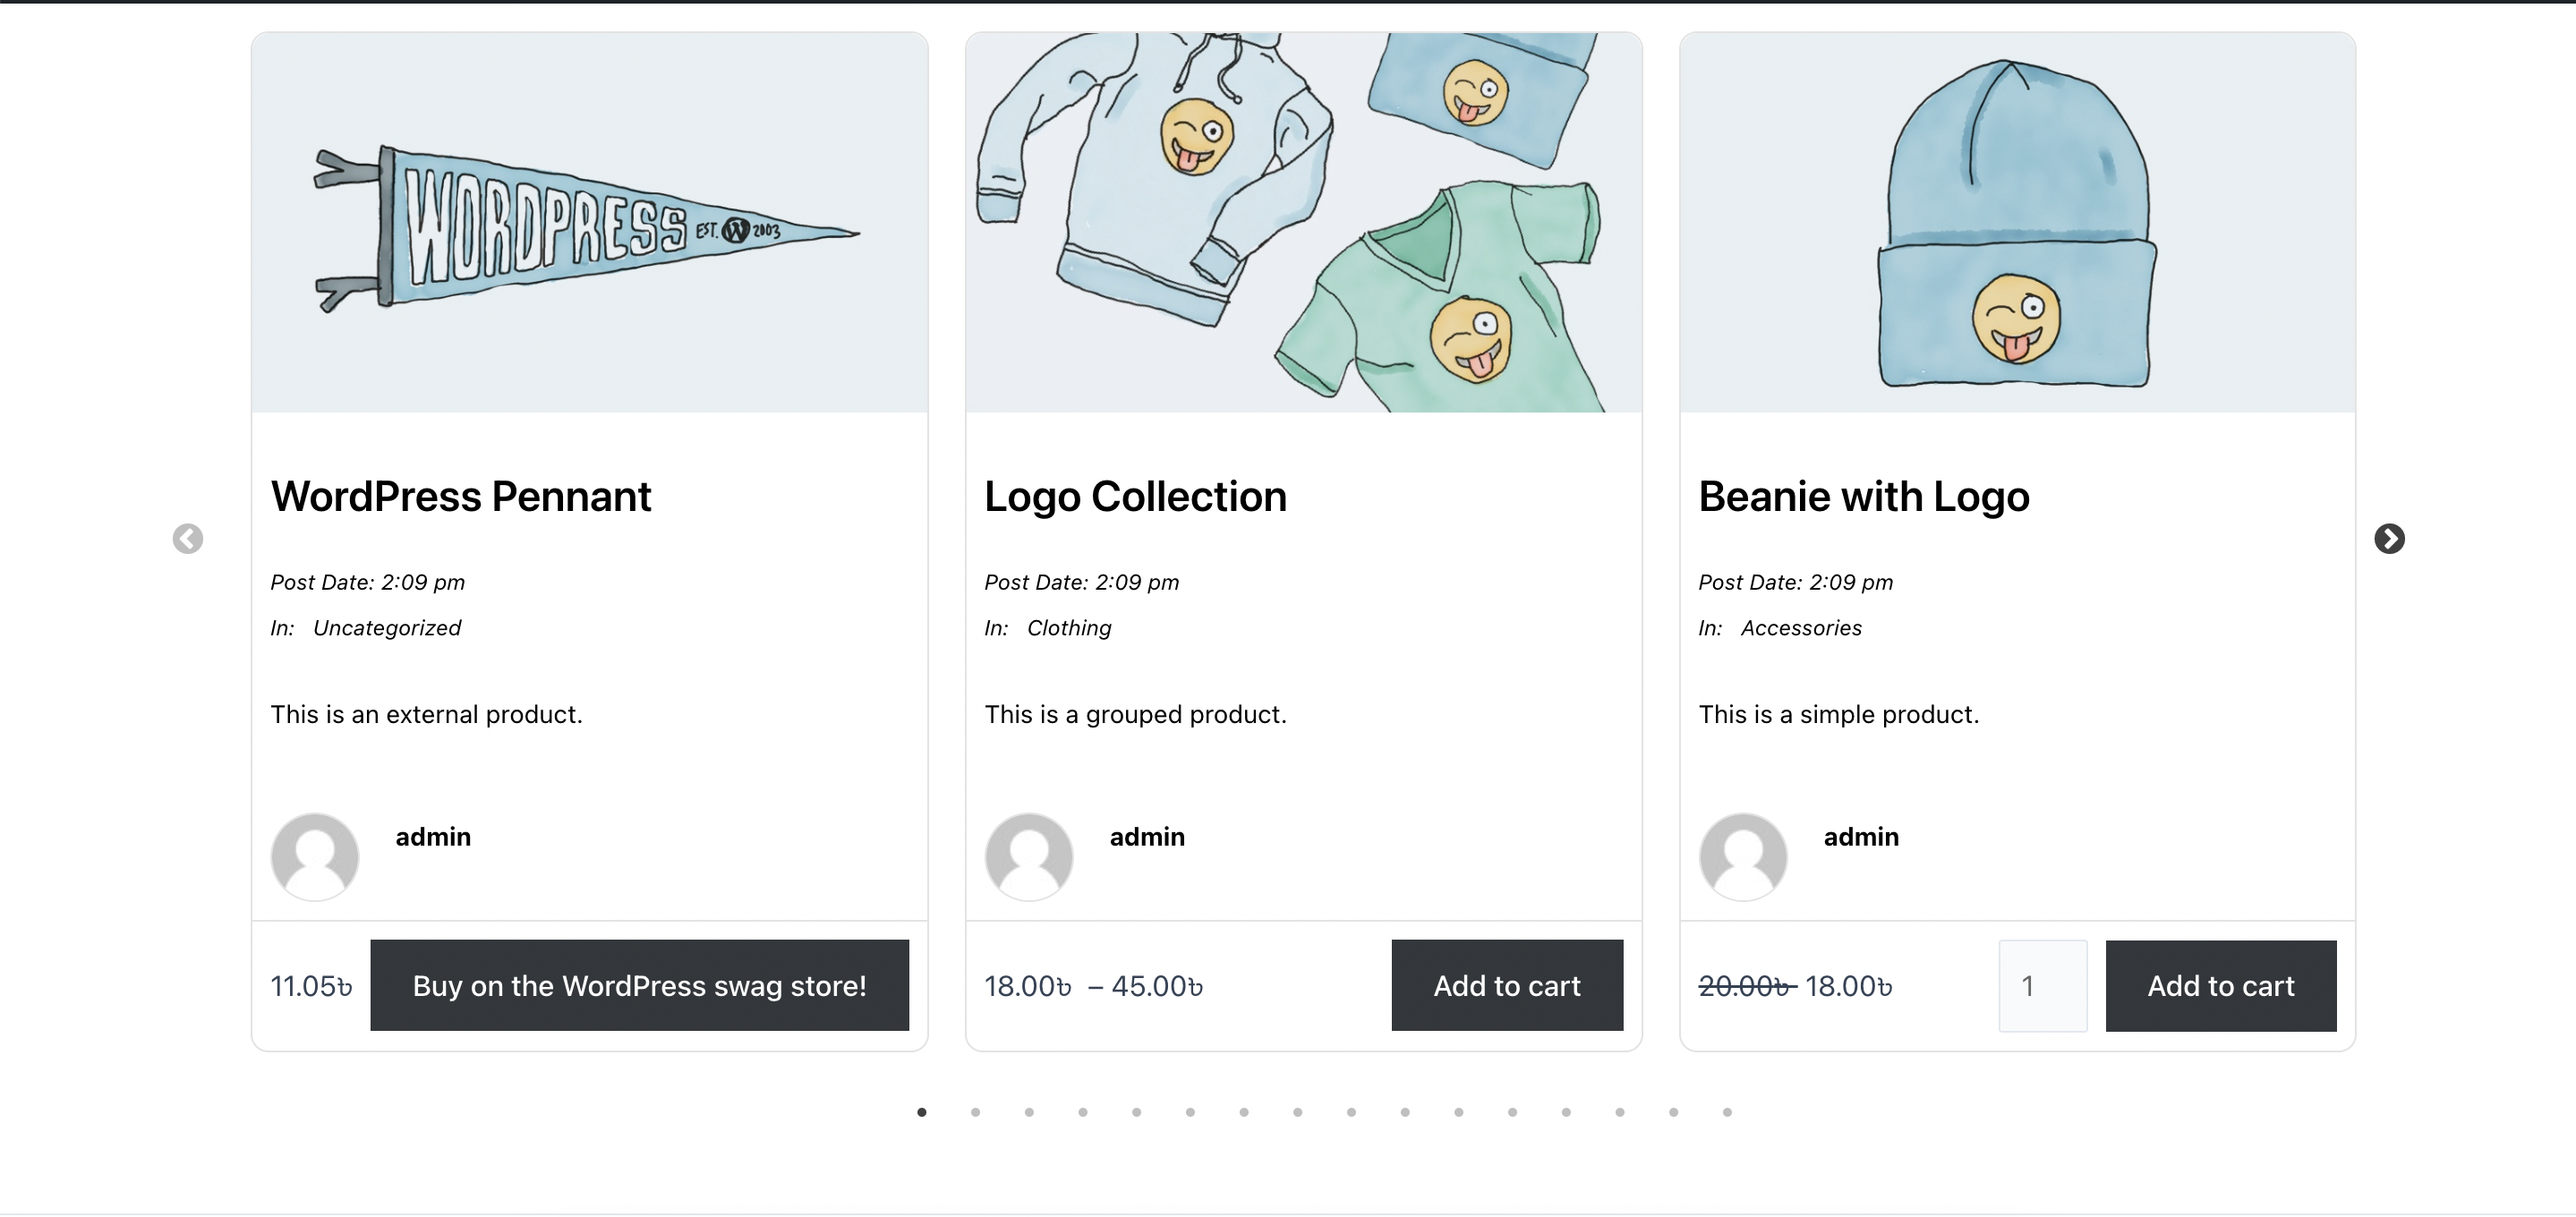 WORDPRESS EST. W 2003
WordPress Pennant
Post Date: 2:09 pm
In: Uncategorized
This is an external product.
admin
11.05৳ Buy on the WordPress swag store!
Logo Collection
Post Date: 2:09 pm
In: Clothing
This is a grouped product.
admin
18.00৳ – 45.00৳ Add to cart
Beanie with Logo
Post Date: 2:09 pm
In: Accessories
This is a simple product.
admin
20.00৳ 18.00৳ 1 Add to cart